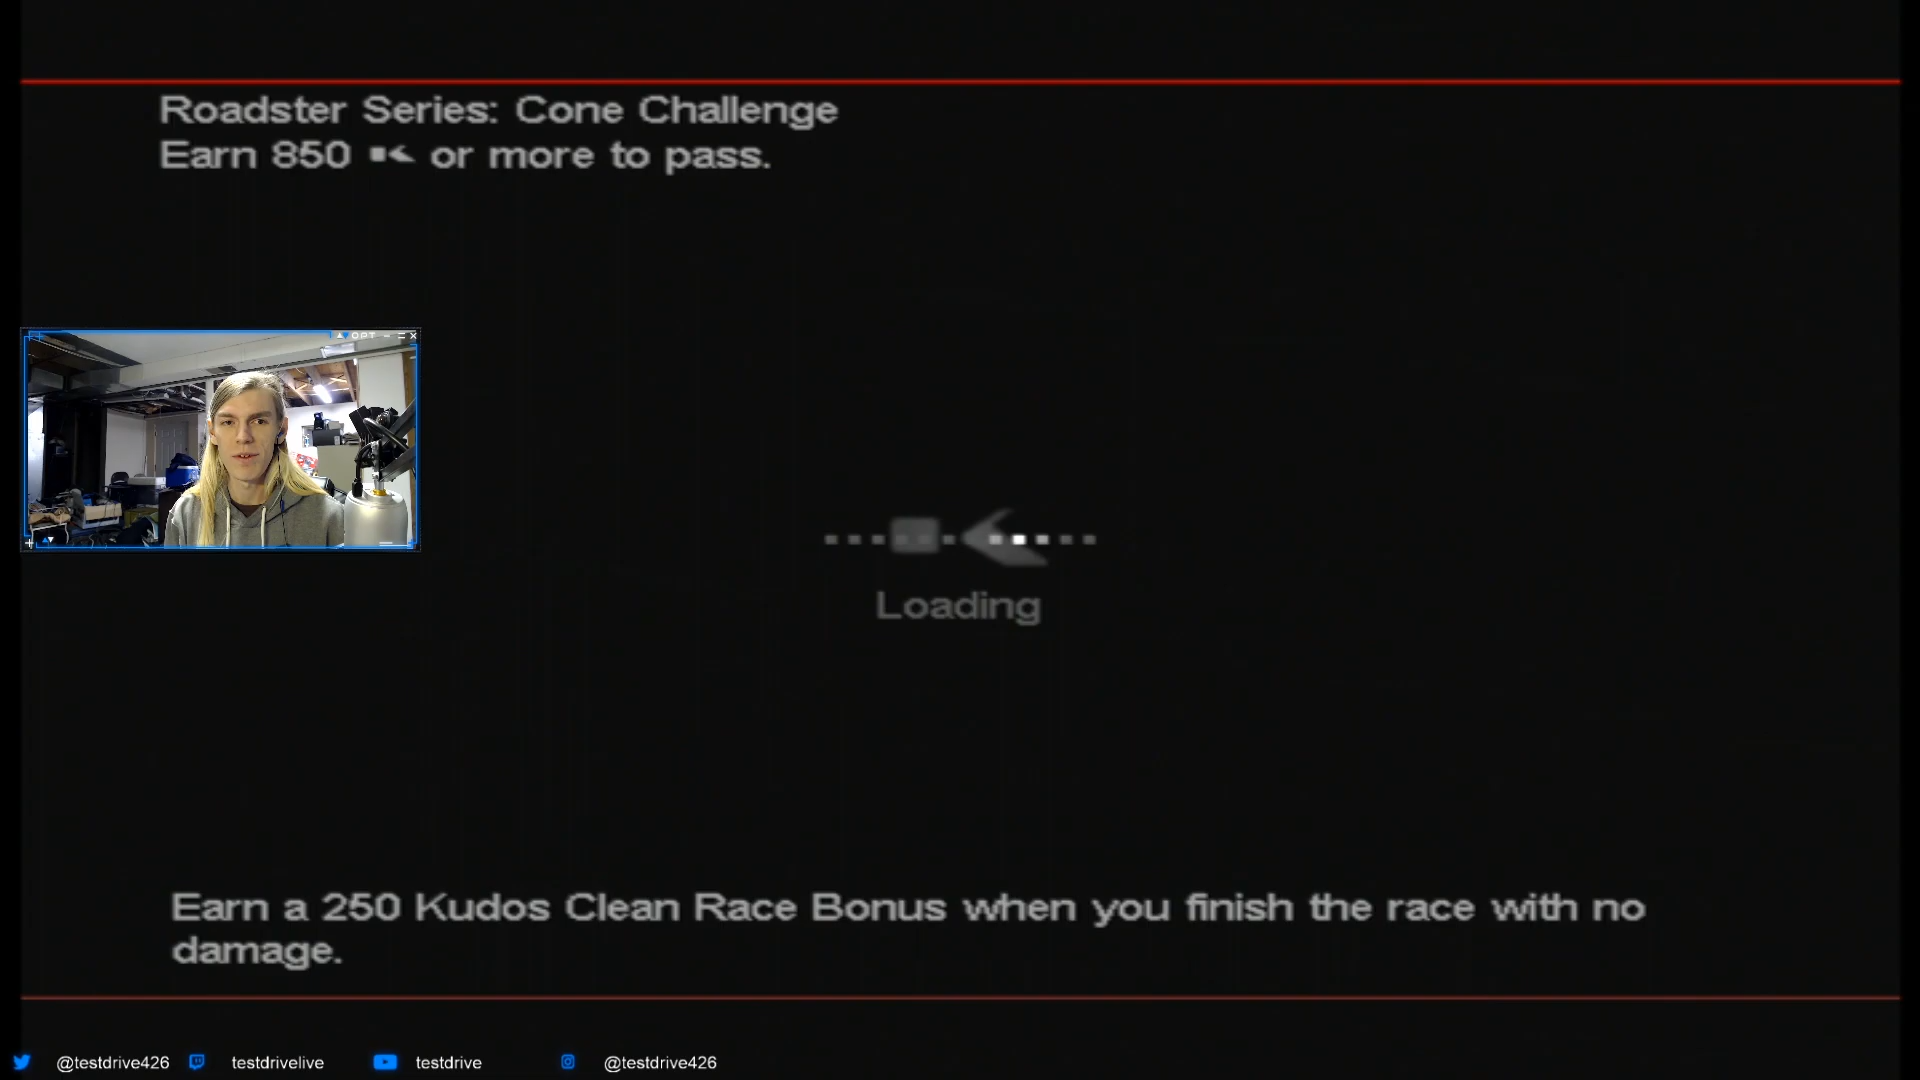 Roadster Series: Cone Challenge
Earn 850 or more to pass.
OPT
Loading
Earn a 250 Kudos Clean Race Bonus when you finish the race with no
damage.
@testdrive426 testdrivelive testdrive @testdrive426